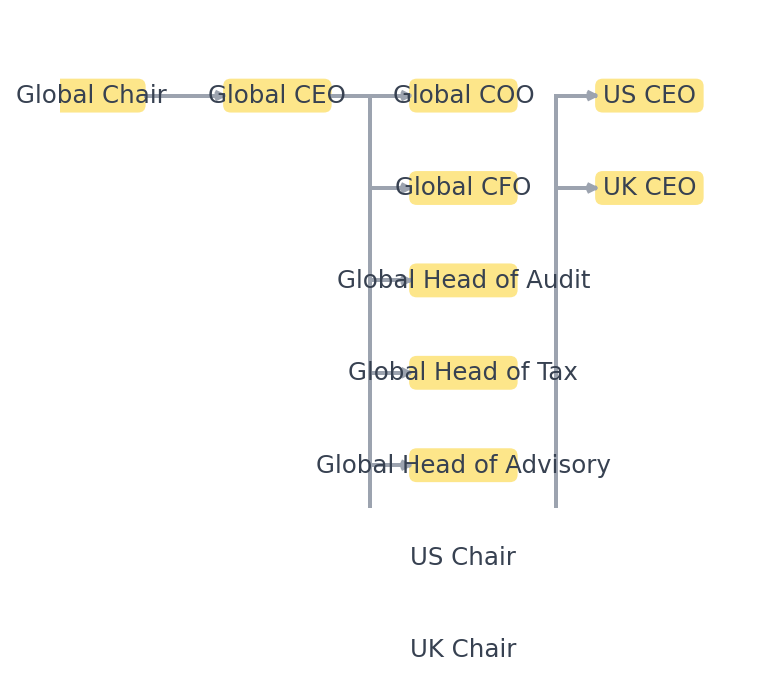 Global Chair
Global CEO
Global COO
US CEO
Global CFO
UK CEO
Global Head of Audit
Global Head of Tax
Global Head of Advisory
US Chair
UK Chair